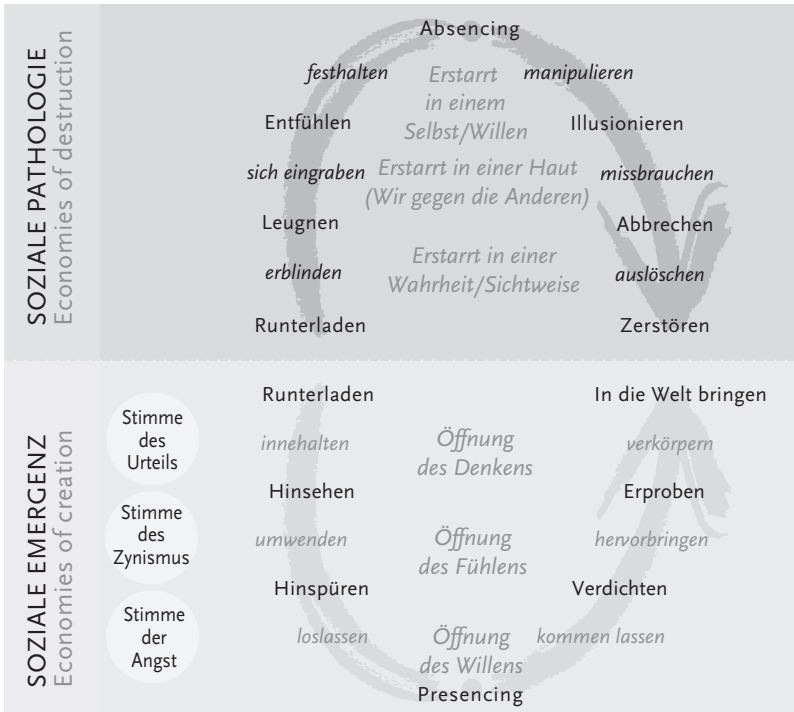 SOZIALE PATHOLOGIE
Economies of destruction
Absencing
festhalten
Erstarrt
in einem
Selbst/Willen
manipulieren
Entfühlen
Illusionieren
sich eingraben
Erstarrt in einer Haut
(Wir gegen die Anderen)
missbrauchen
Leugnen
Abbrechen
erblinden
Erstarrt in einer
Wahrheit/Sichtweise
auslöschen
Runterladen
Zerstören
SOZIALE EMERGENZ
Economies of creation
Runterladen
In die Welt bringen
Stimme
des
Urteils
innehalten
Öffnung
des Denkens
verkörpern
Hinsehen
Erproben
Stimme
des
Zynismus
umwenden
Öffnung
des Fühlens
hervorbringen
Hinspüren
Verdichten
Stimme
der
Angst
loslassen
Öffnung
des Willens
kommen lassen
Presencing